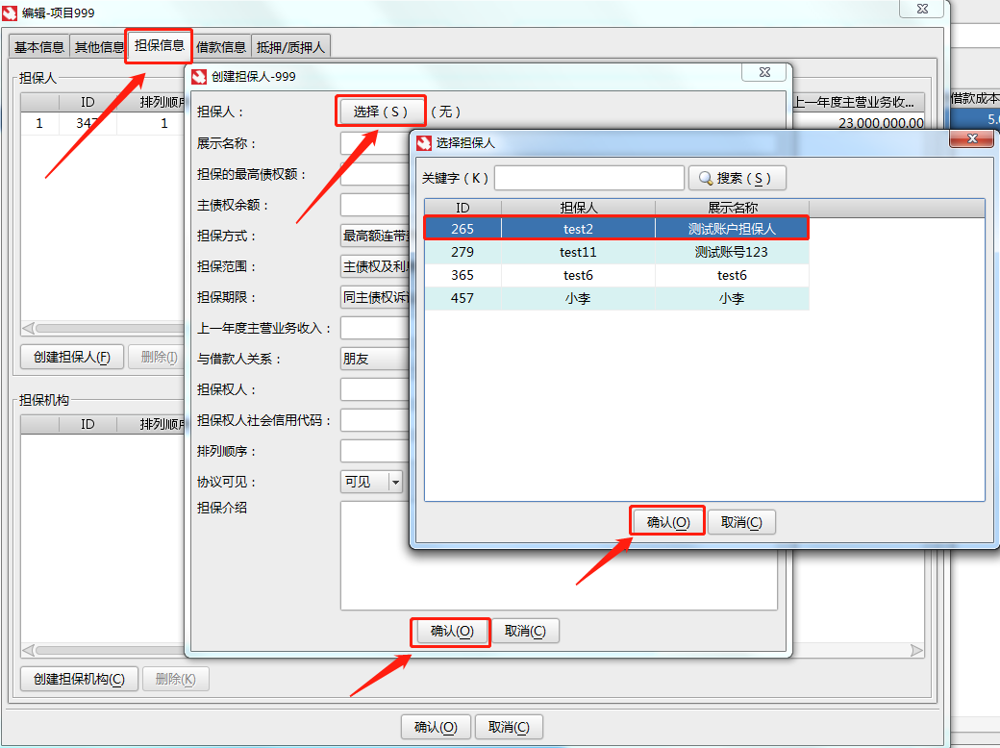 编辑-项目999
基本信息 其他信息 担保信息 借款信息 抵押/质押人
担保人
ID 排列顺序
1 347 1
上一年度主营业务收...
23,000,000.00
借款成本
5.0
创建担保人(F) 删除(I)
担保机构
ID 排列顺序
创建担保机构(C) 删除(K)
确认(O) 取消(C)
创建担保人-999
担保人： 选择（S） (无)
展示名称：
担保的最高债权额：
主债权余额：
担保方式： 最高额连带
担保范围： 主债权及利息
担保期限： 同主债权诉讼
上一年度主营业务收入：
与借款人关系： 朋友
担保权人：
担保权人社会信用代码：
排列顺序：
协议可见： 可见
担保介绍
确认(O) 取消(C)
选择担保人
关键字（K） 搜索（S）
ID 担保人 展示名称
265 test2 测试账户担保人
279 test11 测试账号123
365 test6 test6
457 小李 小李
确认(O) 取消(C)